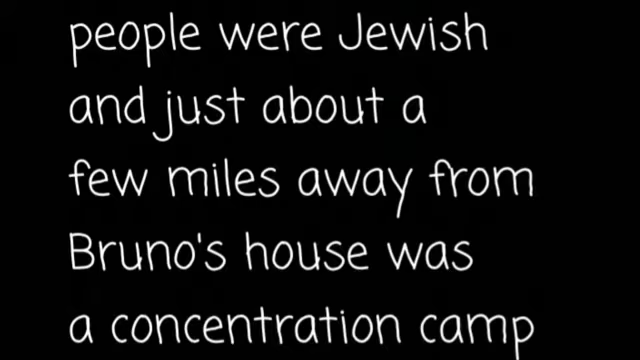 people were Jewish
and just about a
few miles away from
Bruno's house was
a concentration camp